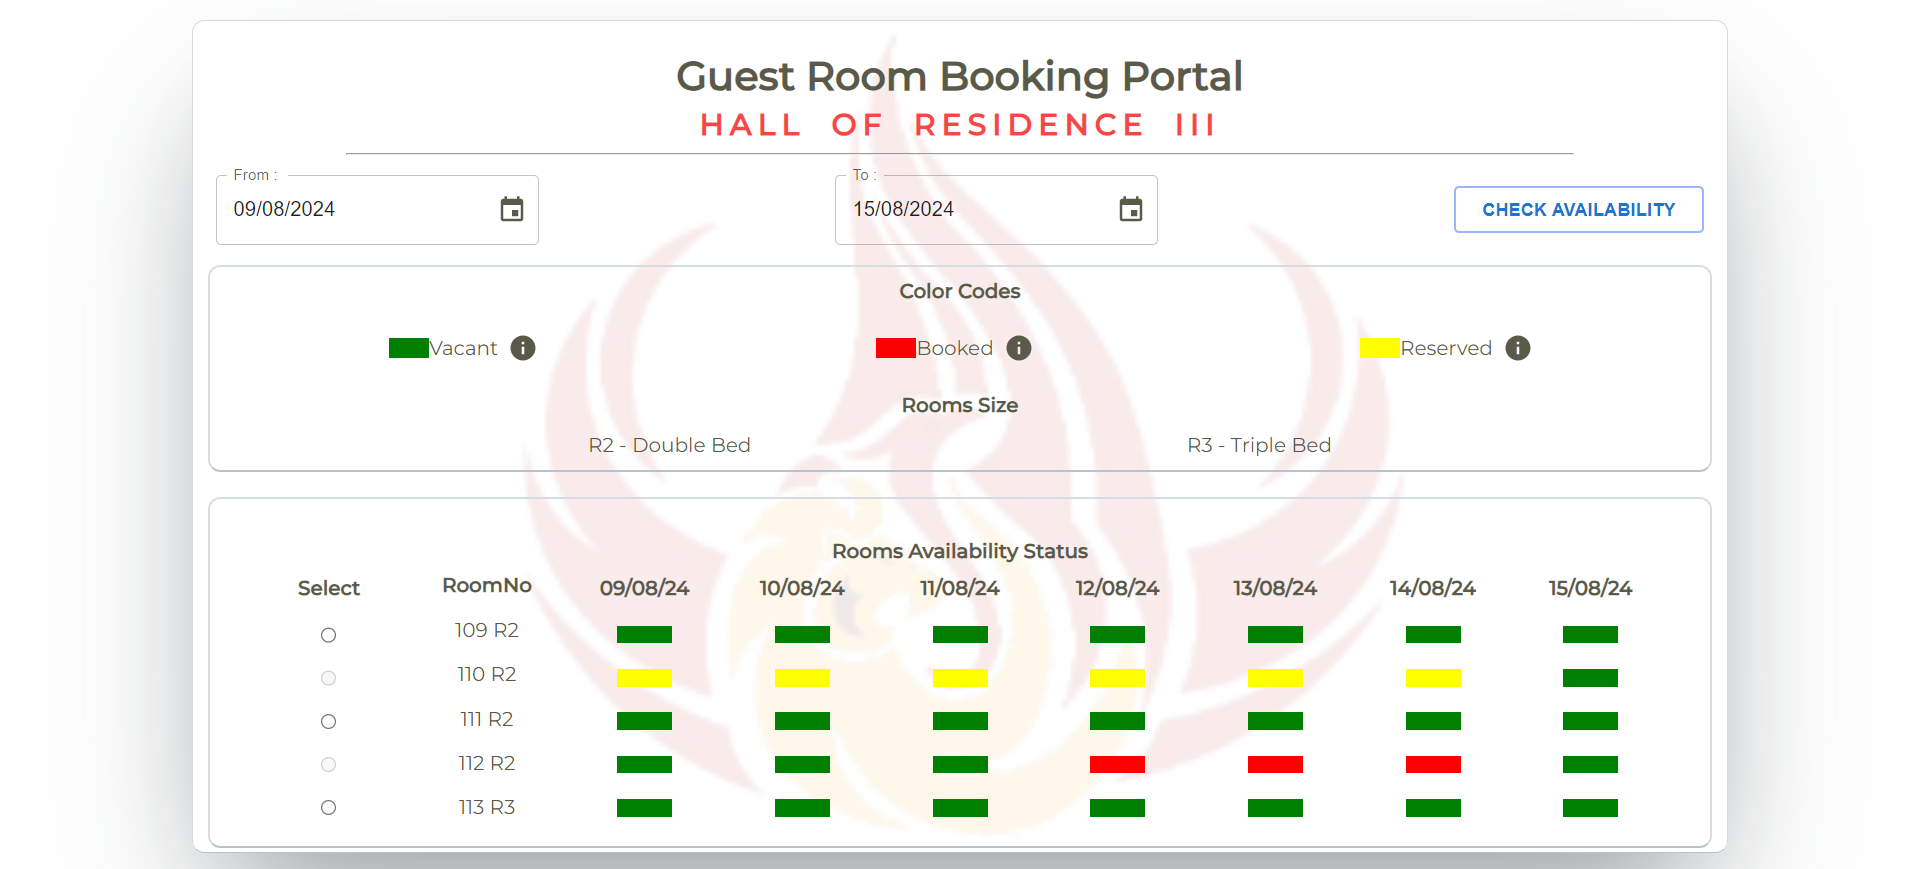 Guest Room Booking Portal
HALL OF RESIDENCE III
From :
09/08/2024
To :
15/08/2024
CHECK AVAILABILITY
Color Codes
Vacant
Booked
Reserved
Rooms Size
R2 - Double Bed
R3 - Triple Bed
Rooms Availability Status
Select RoomNo 09/08/24 10/08/24 11/08/24 12/08/24 13/08/24 14/08/24 15/08/24
109 R2
110 R2
111 R2
112 R2
113 R3